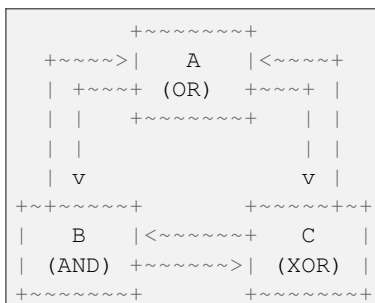 +~~~~~~~+
+~~~~>|   A   |<~~~~+
| +~~~+ (OR)  +~~~+ |
| |   +~~~~~~~+   | |
| |               | |
| v               v |
+~+~~~~~+       +~~~~~+~+
|   B   |<~~~~~~+   C   |
| (AND) +~~~~~~>| (XOR) |
+~~~~~~~+       +~~~~~~~+